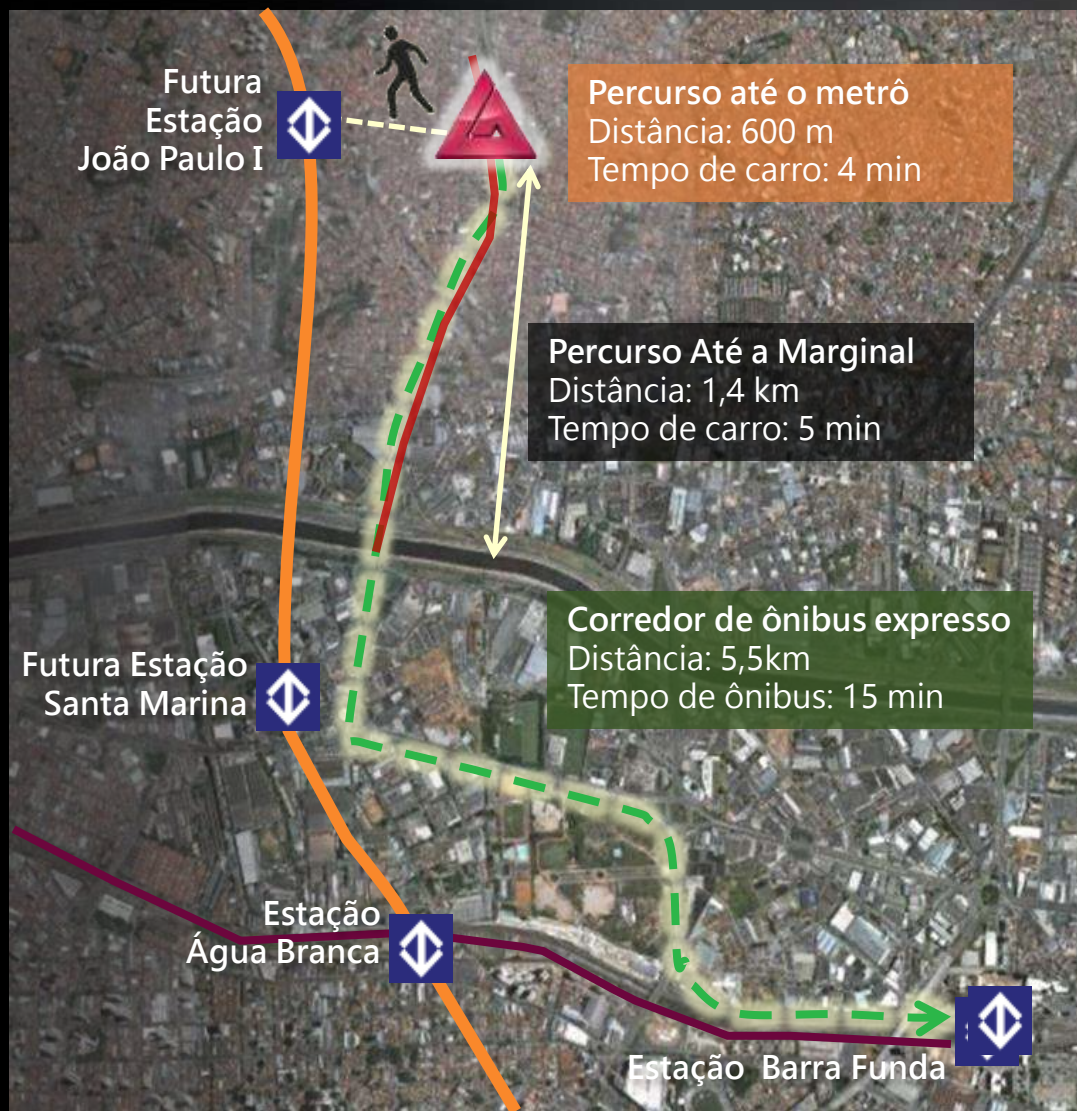 Futura
Estação
João Paulo I
Percurso até o metrô
Distância: 600 m
Tempo de carro: 4 min
Percurso Até a Marginal
Distância: 1,4 km
Tempo de carro: 5 min
Corredor de ônibus expresso
Distância: 5,5km
Tempo de ônibus: 15 min
Futura Estação
Santa Marina
Estação
Água Branca
Estação Barra Funda